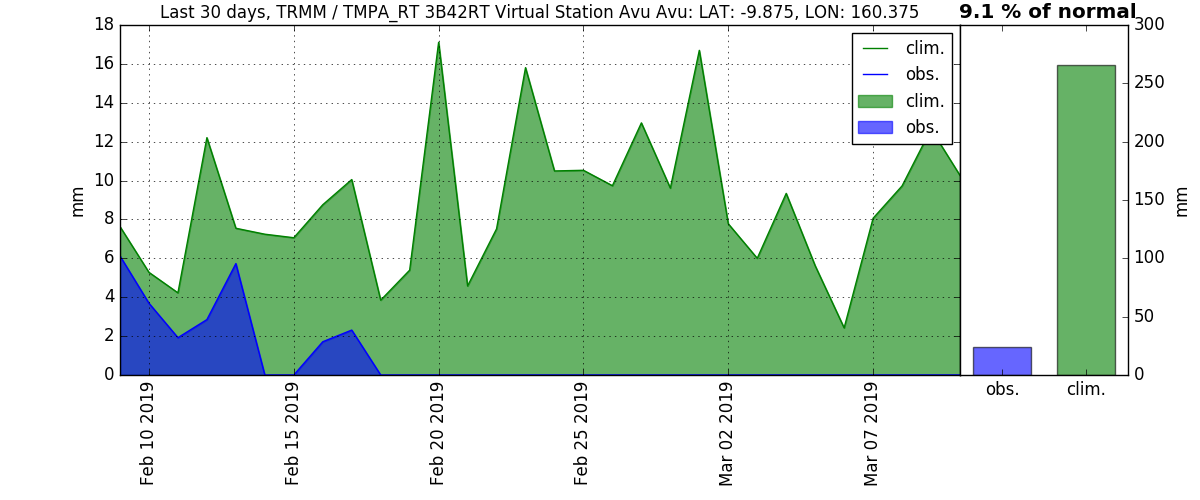 Last 30 days, TRMM / TMPA_RT 3B42RT Virtual Station Avu Avu: LAT: -9.875, LON: 160.375
9.1 % of normal
mm
18
16
14
12
10
8
6
4
2
0
clim.
obs.
clim.
obs.
300
250
200
150
100
50
0
mm
Feb 10 2019
Feb 15 2019
Feb 20 2019
Feb 25 2019
Mar 02 2019
Mar 07 2019
obs.
clim.